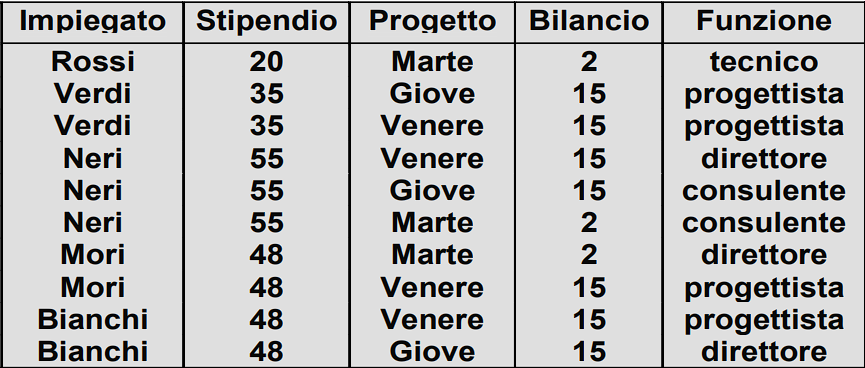 Impiegato Stipendio Progetto Bilancio Funzione
Rossi 20 Marte 2 tecnico
Verdi 35 Giove 15 progettista
Verdi 35 Venere 15 progettista
Neri 55 Venere 15 direttore
Neri 55 Giove 15 consulente
Neri 55 Marte 2 consulente
Mori 48 Marte 2 direttore
Mori 48 Venere 15 progettista
Bianchi 48 Venere 15 progettista
Bianchi 48 Giove 15 direttore